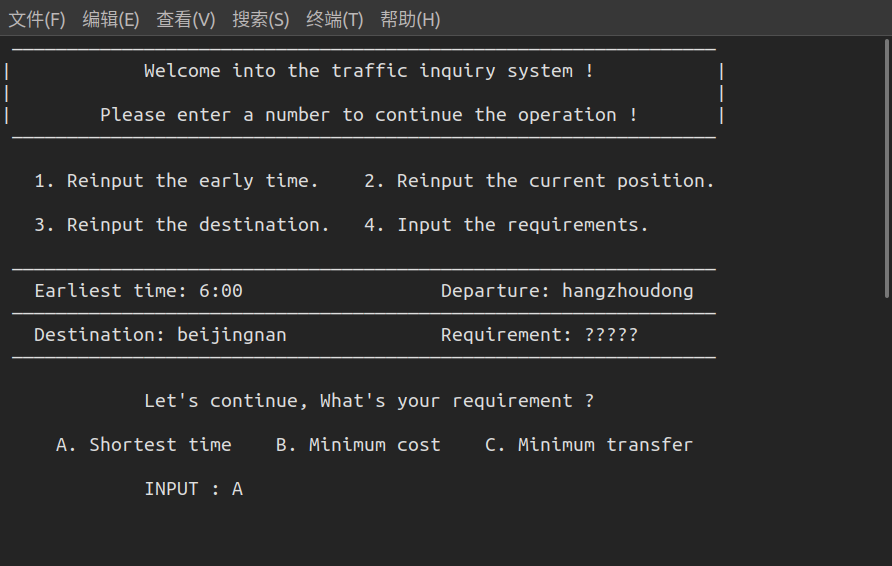 文件(F) 编辑(E) 查看(V) 搜索(S) 终端(T) 帮助(H)
Welcome into the traffic inquiry system !
Please enter a number to continue the operation !
1. Reinput the early time. 2. Reinput the current position.
3. Reinput the destination. 4. Input the requirements.
Earliest time: 6:00 Departure: hangzhoudong
Destination: beijingnan Requirement: ?????
Let's continue, What's your requirement ?
A. Shortest time B. Minimum cost C. Minimum transfer
INPUT : A